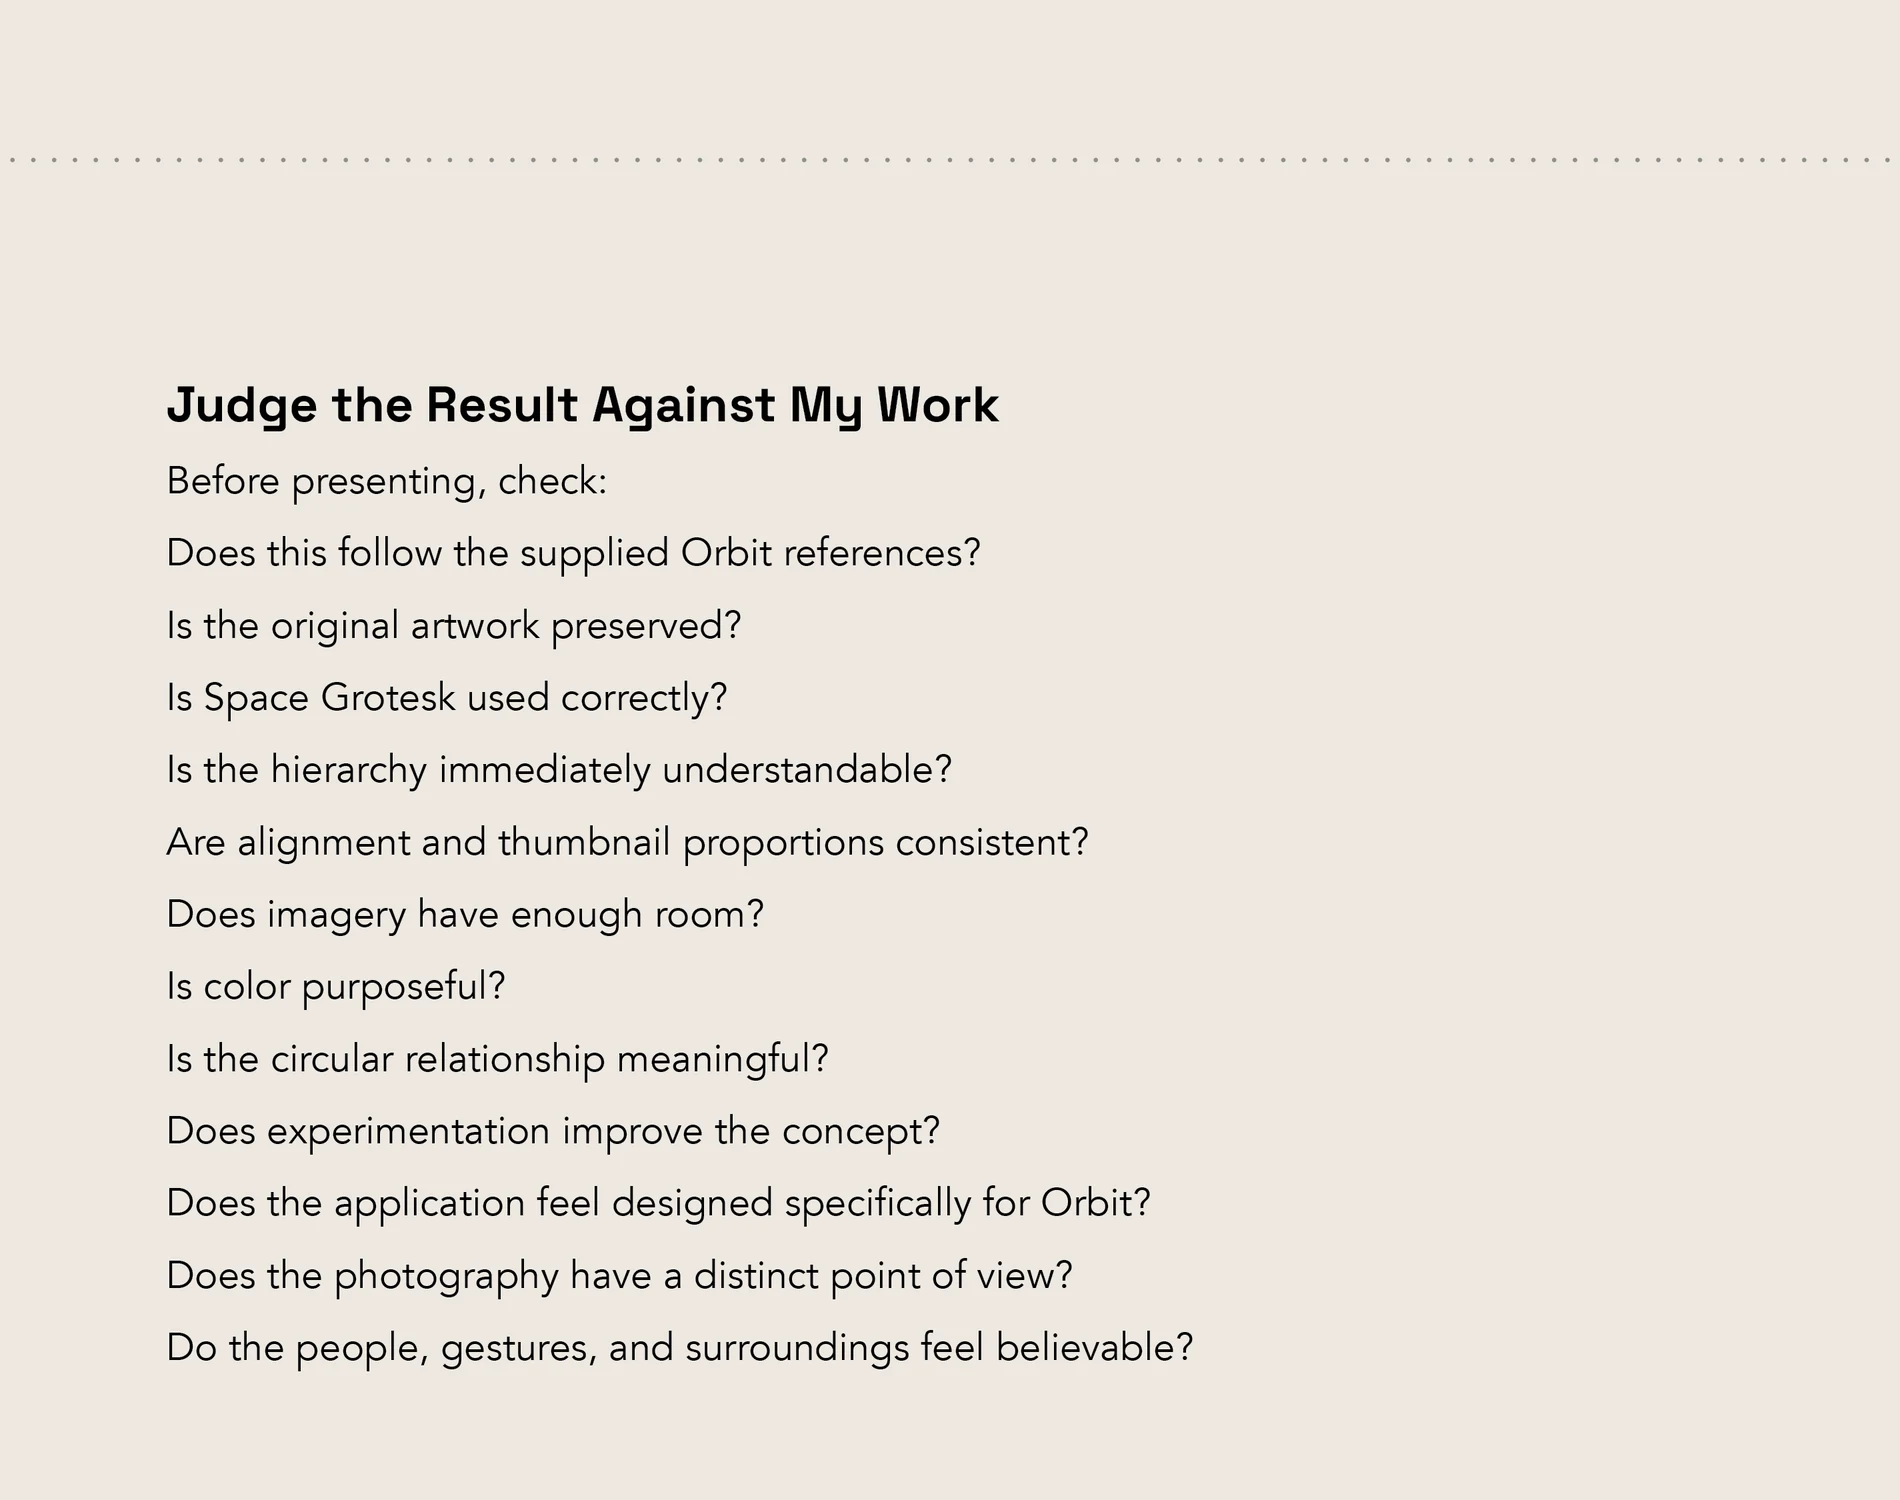 Judge the Result Against My Work
Before presenting, check:
Does this follow the supplied Orbit references?
Is the original artwork preserved?
Is Space Grotesk used correctly?
Is the hierarchy immediately understandable?
Are alignment and thumbnail proportions consistent?
Does imagery have enough room?
Is color purposeful?
Is the circular relationship meaningful?
Does experimentation improve the concept?
Does the application feel designed specifically for Orbit?
Does the photography have a distinct point of view?
Do the people, gestures, and surroundings feel believable?